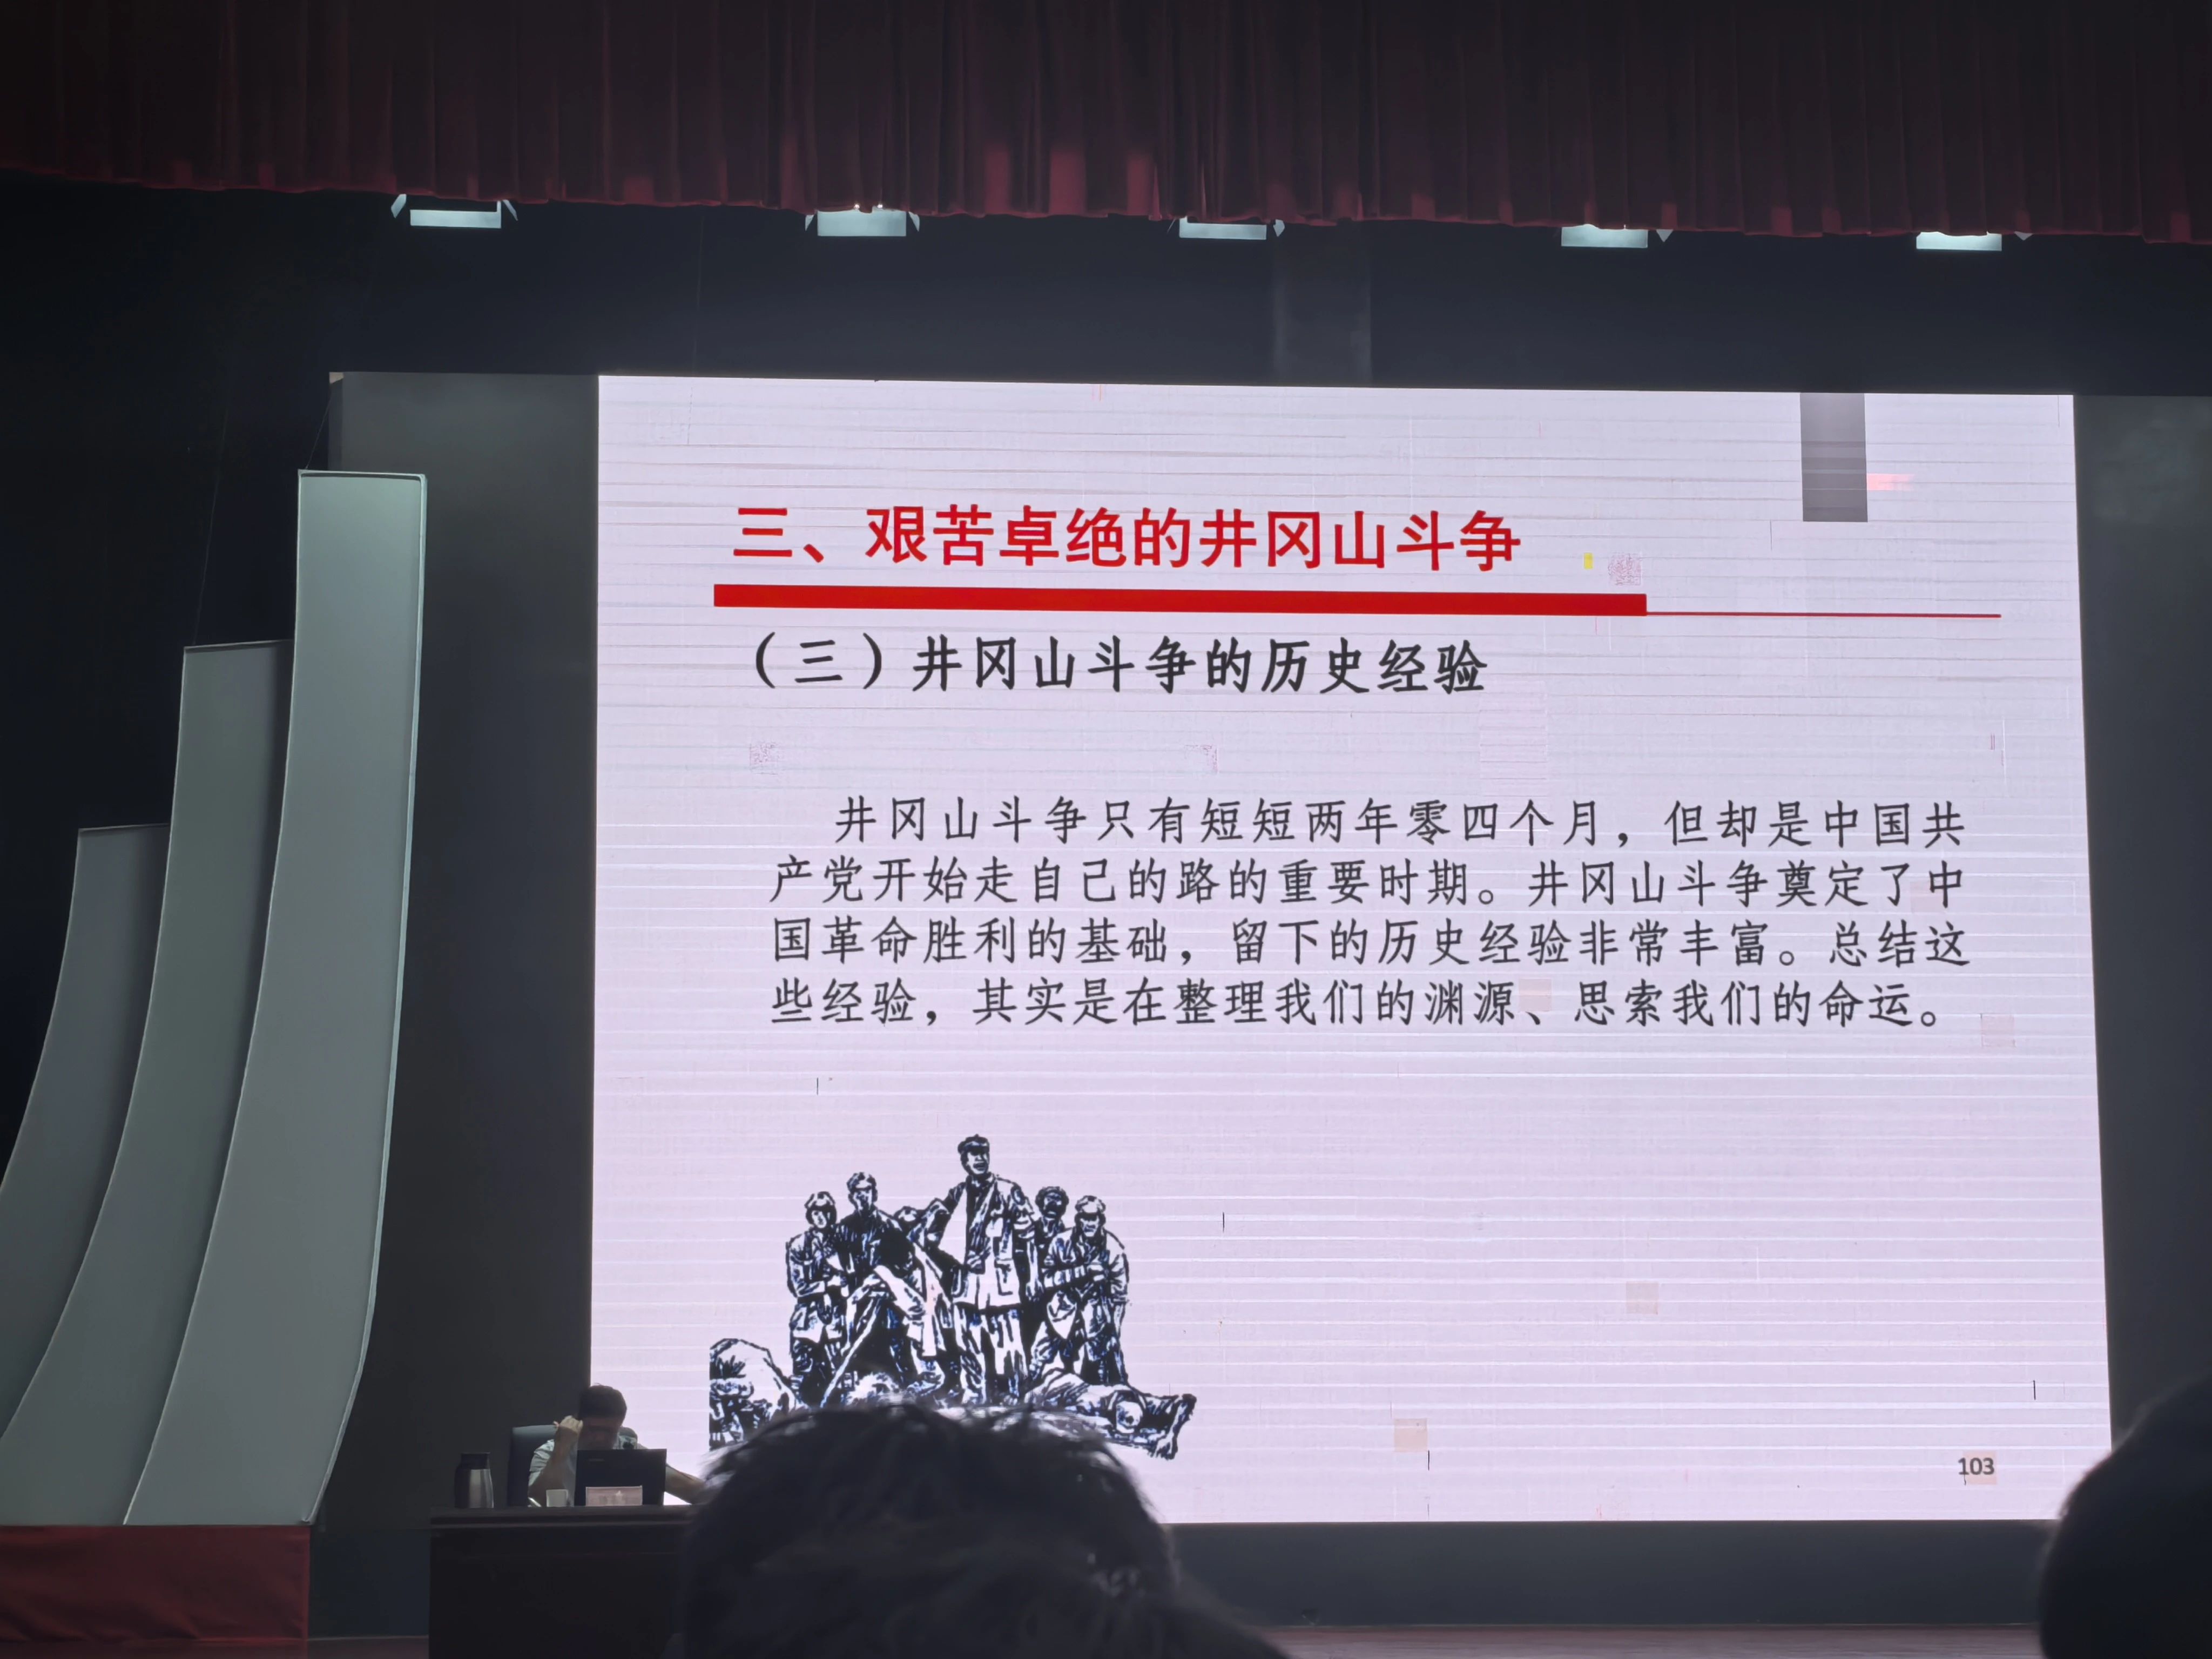 三、艰苦卓绝的井冈山斗争
（三）井冈山斗争的历史经验
井冈山斗争只有短短两年零四个月，但却是中国共
产党开始走自己的路的重要时期。井冈山斗争奠定了中
国革命胜利的基础，留下的历史经验非常丰富。总结这
些经验，其实是在整理我们的渊源、思索我们的命运。
103